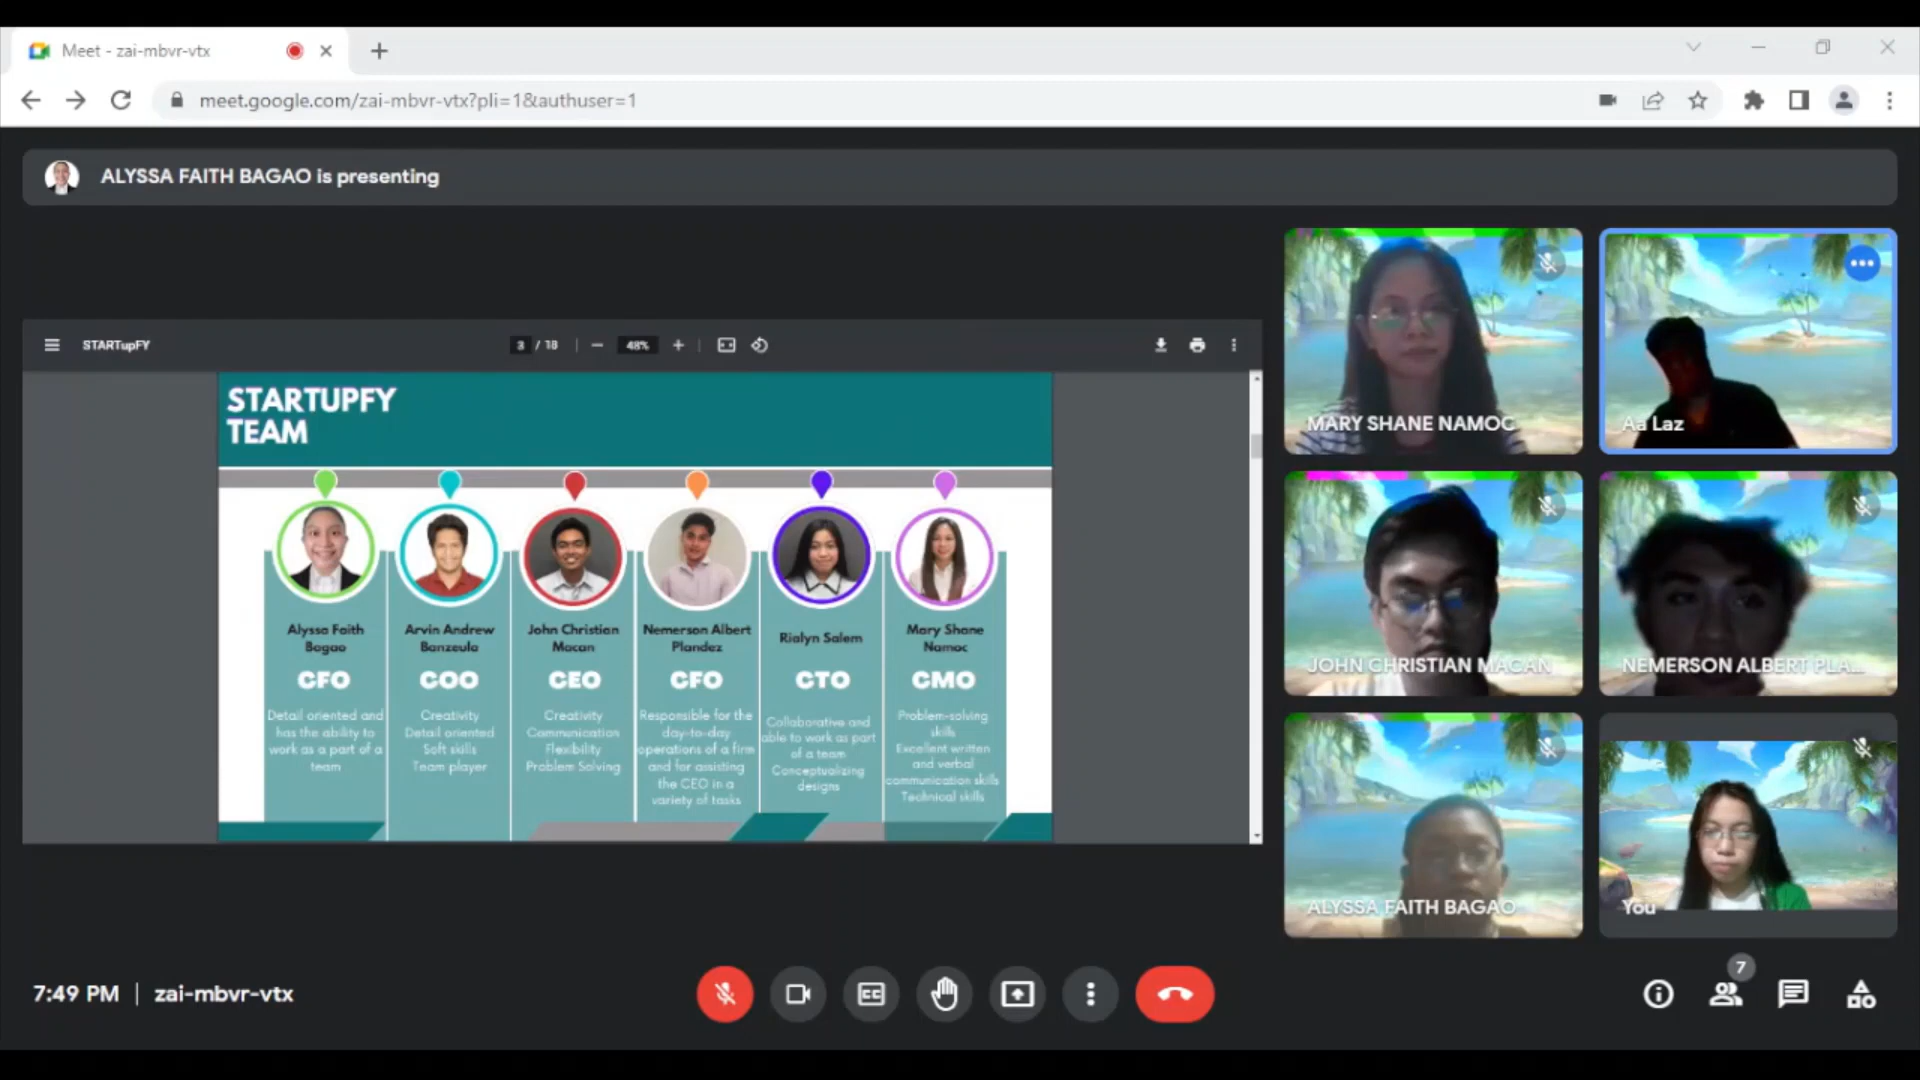 Meet - zai-mbvr-vtx
meet.google.com/zai-mbvr-vtx?pli=1&authuser=1
ALYSSA FAITH BAGAO is presenting
STARTupFY
3 / 18
48%
STARTUPFY
TEAM
Alyssa Faith
Bagao
CFO
Detail oriented and
has the ability to
work as a part of a
team
Arvin Andrew
Banzeula
COO
Creativity
Detail oriented
Soft skills
Team player
John Christian
Macan
CEO
Creativity
Communication
Flexibility
Problem Solving
Nemerson Albert
Plandez
CFO
Responsible for the
day-to-day
operations of a firm
and for assisting
the CEO in a
variety of tasks
Rialyn Salem
CTO
Collaborative and
able to work as part
of a team
Conceptualizing
designs
Mary Shane
Namoc
CMO
Problem-solving
skills
Excellent written
and verbal
communication skills
Technical skills
MARY SHANE NAMOC
Aa Laz
JOHN CHRISTIAN MACAN
NEMERSON ALBERT PLA...
ALYSSA FAITH BAGAO
You
7:49 PM | zai-mbvr-vtx
CC
7